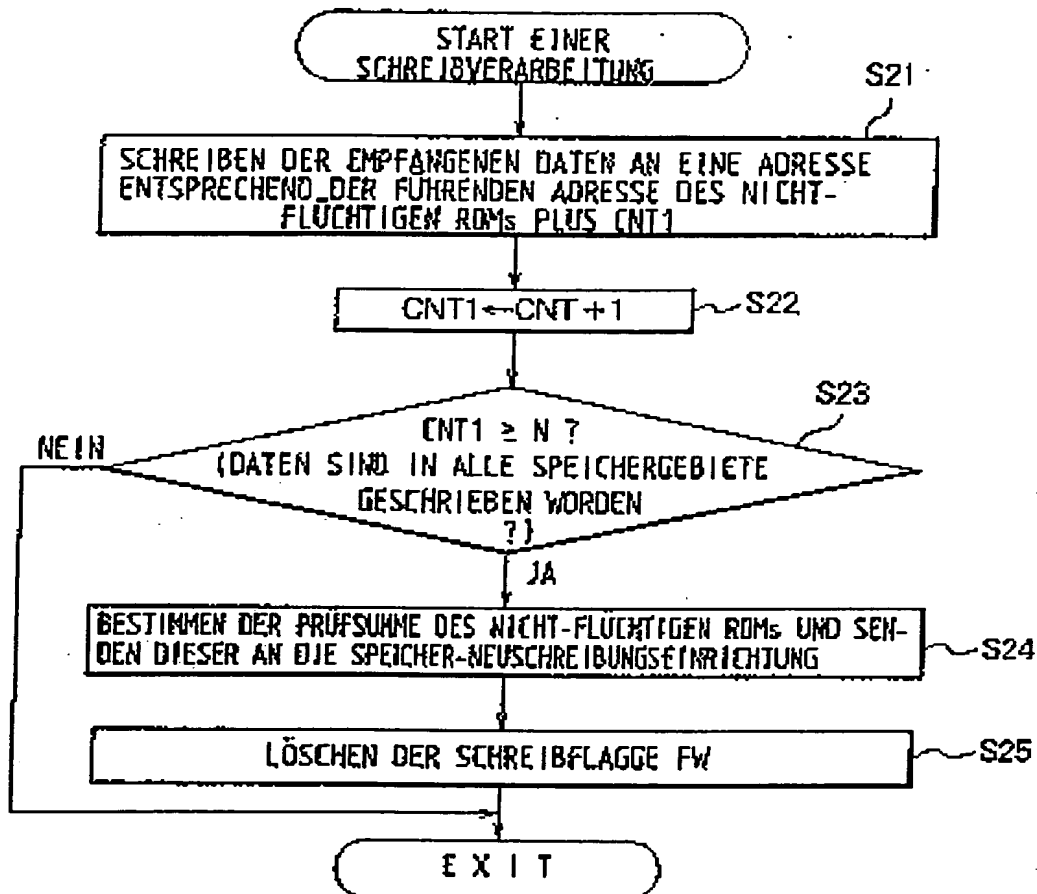 START EINER
SCHREIBVERARBEITUNG
S21
SCHREIBEN DER EMPFANGENEN DATEN AN EINE ADRESSE
ENTSPRECHEND DER FÜHRENDEN ADRESSE DES NICHT-
FLÜCHTIGEN ROMs PLUS CNT1
CNT1←CNT+1
S22
S23
NEIN
CNT1 ≥ N ?
(DATEN SIND IN ALLE SPEICHERGEBIETE
GESCHRIEBEN WORDEN
?)
JA
BESTIMMEN DER PRÜFSUMME DES NICHT-FLÜCHTIGEN ROMs UND SEN-
DEN DIESER AN DIE SPEICHER-NEUSCHREIBUNGSEINRICHTUNG
S24
LÖSCHEN DER SCHREIBFLAGGE FW
S25
EXIT